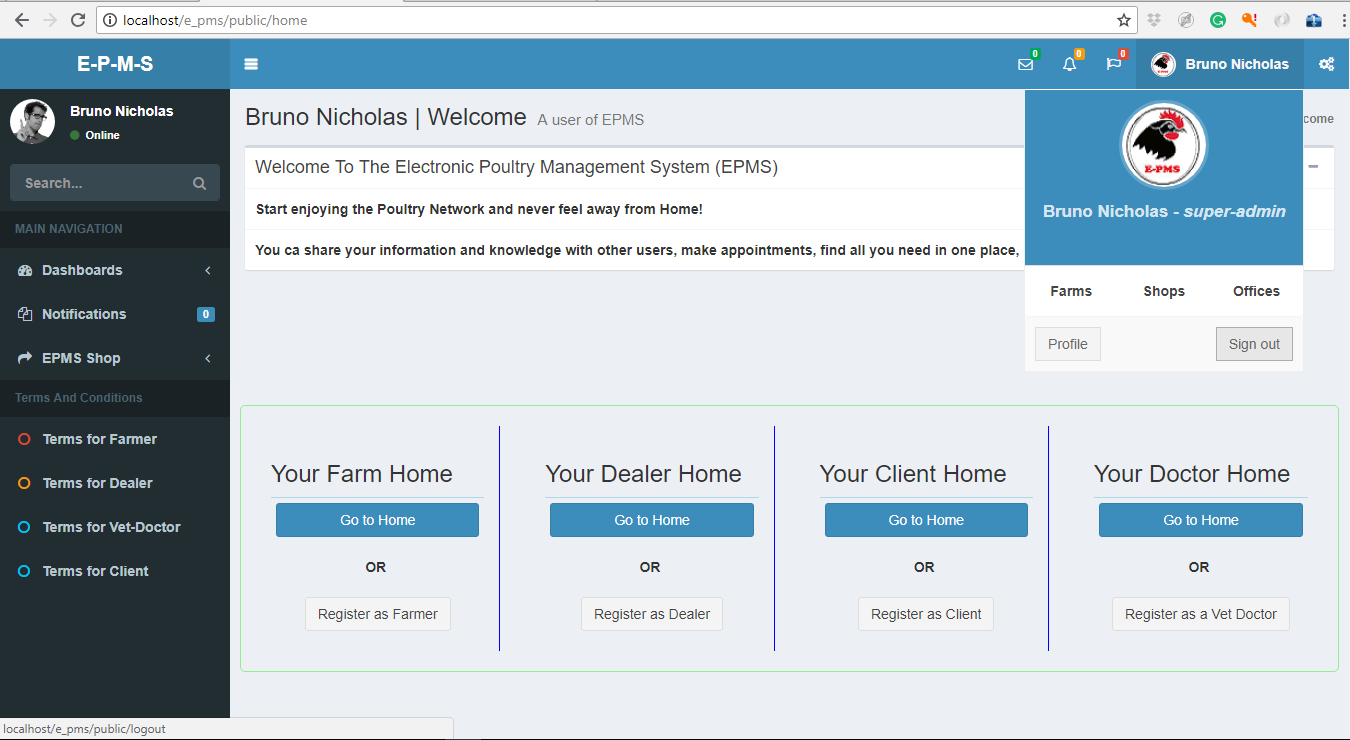 localhost/e_pms/public/home
E-P-M-S
0
0
0
Bruno Nicholas
Bruno Nicholas
Online
Search...
MAIN NAVIGATION
Dashboards
Notifications
0
EPMS Shop
Terms And Conditions
Terms for Farmer
Terms for Dealer
Terms for Vet-Doctor
Terms for Client
Bruno Nicholas | Welcome A user of EPMS
come
Welcome To The Electronic Poultry Management System (EPMS)
Start enjoying the Poultry Network and never feel away from Home!
You ca share your information and knowledge with other users, make appointments, find all you need in one place,
E-PMS
Bruno Nicholas - super-admin
Farms Shops Offices
Profile Sign out
Your Farm Home
Go to Home
OR
Register as Farmer
Your Dealer Home
Go to Home
OR
Register as Dealer
Your Client Home
Go to Home
OR
Register as Client
Your Doctor Home
Go to Home
OR
Register as a Vet Doctor
localhost/e_pms/public/logout